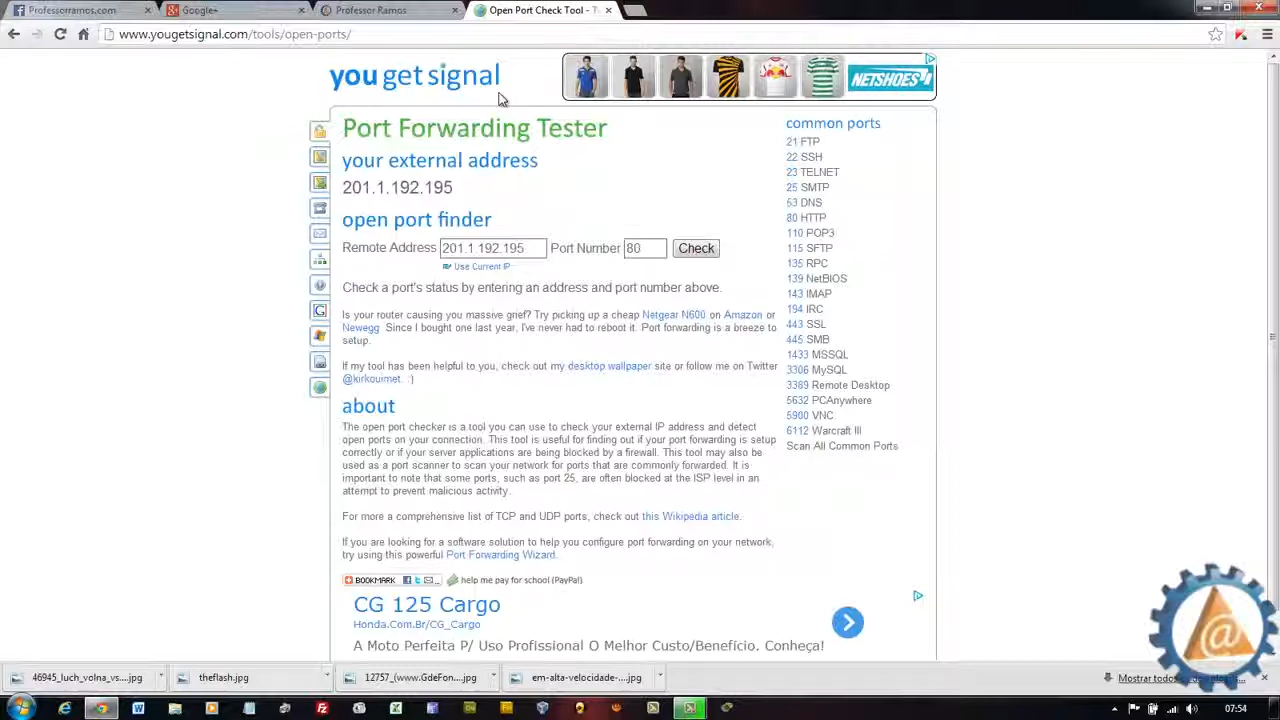 Professorramos.com
Google+
Professor Ramos
Open Port Check Tool - 
www.yougetsignal.com/tools/open-ports/
you get signal
NETSHOES
Port Forwarding Tester
your external address
201.1.192.195
open port finder
Remote Address 201.1.192.195 Port Number 80 Check
Use Current IP
Check a port's status by entering an address and port number above.
Is your router causing you massive grief? Try picking up a cheap Netgear N600 on Amazon or
Newegg. Since I bought one last year, I've never had to reboot it. Port forwarding is a breeze to
setup.
If my tool has been helpful to you, check out my desktop wallpaper site or follow me on Twitter
@kirkouimet. :)
about
The open port checker is a tool you can use to check your external IP address and detect
open ports on your connection. This tool is useful for finding out if your port forwarding is setup
correctly or if your server applications are being blocked by a firewall. This tool may also be
used as a port scanner to scan your network for ports that are commonly forwarded. It is
important to note that some ports, such as port 25, are often blocked at the ISP level in an
attempt to prevent malicious activity.
For more a comprehensive list of TCP and UDP ports, check out this Wikipedia article.
If you are looking for a software solution to help you configure port forwarding on your network,
try using this powerful Port Forwarding Wizard.
BOOKMARK
help me pay for school (PayPal)
common ports
21 FTP
22 SSH
23 TELNET
25 SMTP
53 DNS
80 HTTP
110 POP3
115 SFTP
135 RPC
139 NetBIOS
143 IMAP
194 IRC
443 SSL
445 SMB
1433 MSSQL
3306 MySQL
3389 Remote Desktop
5632 PCAnywhere
5900 VNC
6112 Warcraft III
Scan All Common Ports
CG 125 Cargo
Honda.Com.Br/CG_Cargo
A Moto Perfeita P/ Uso Profissional O Melhor Custo/Benefício. Conheça!
46945_luch_volna_vs....jpg
theflash.jpg
12757_(www.GdeFon....jpg
em-alta-velocidade-....jpg
Mostrar todos
07:54